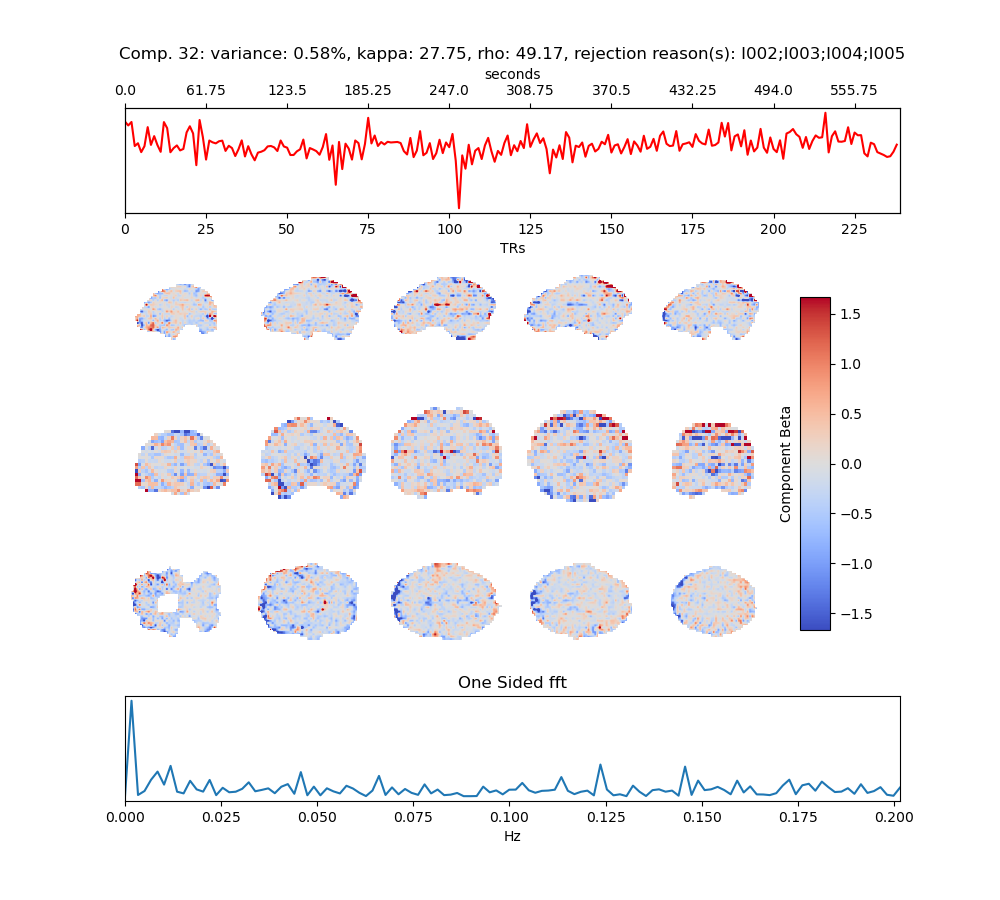 Comp. 32: variance: 0.58%, kappa: 27.75, rho: 49.17, rejection reason(s): I002;I003;I004;I005
seconds
0.0 61.75 123.5 185.25 247.0 308.75 370.5 432.25 494.0 555.75
0 25 50 75 100 125 150 175 200 225
TRs
1.5
1.0
0.5
0.0
−0.5
−1.0
−1.5
Component Beta
One Sided fft
0.000 0.025 0.050 0.075 0.100 0.125 0.150 0.175 0.200
Hz